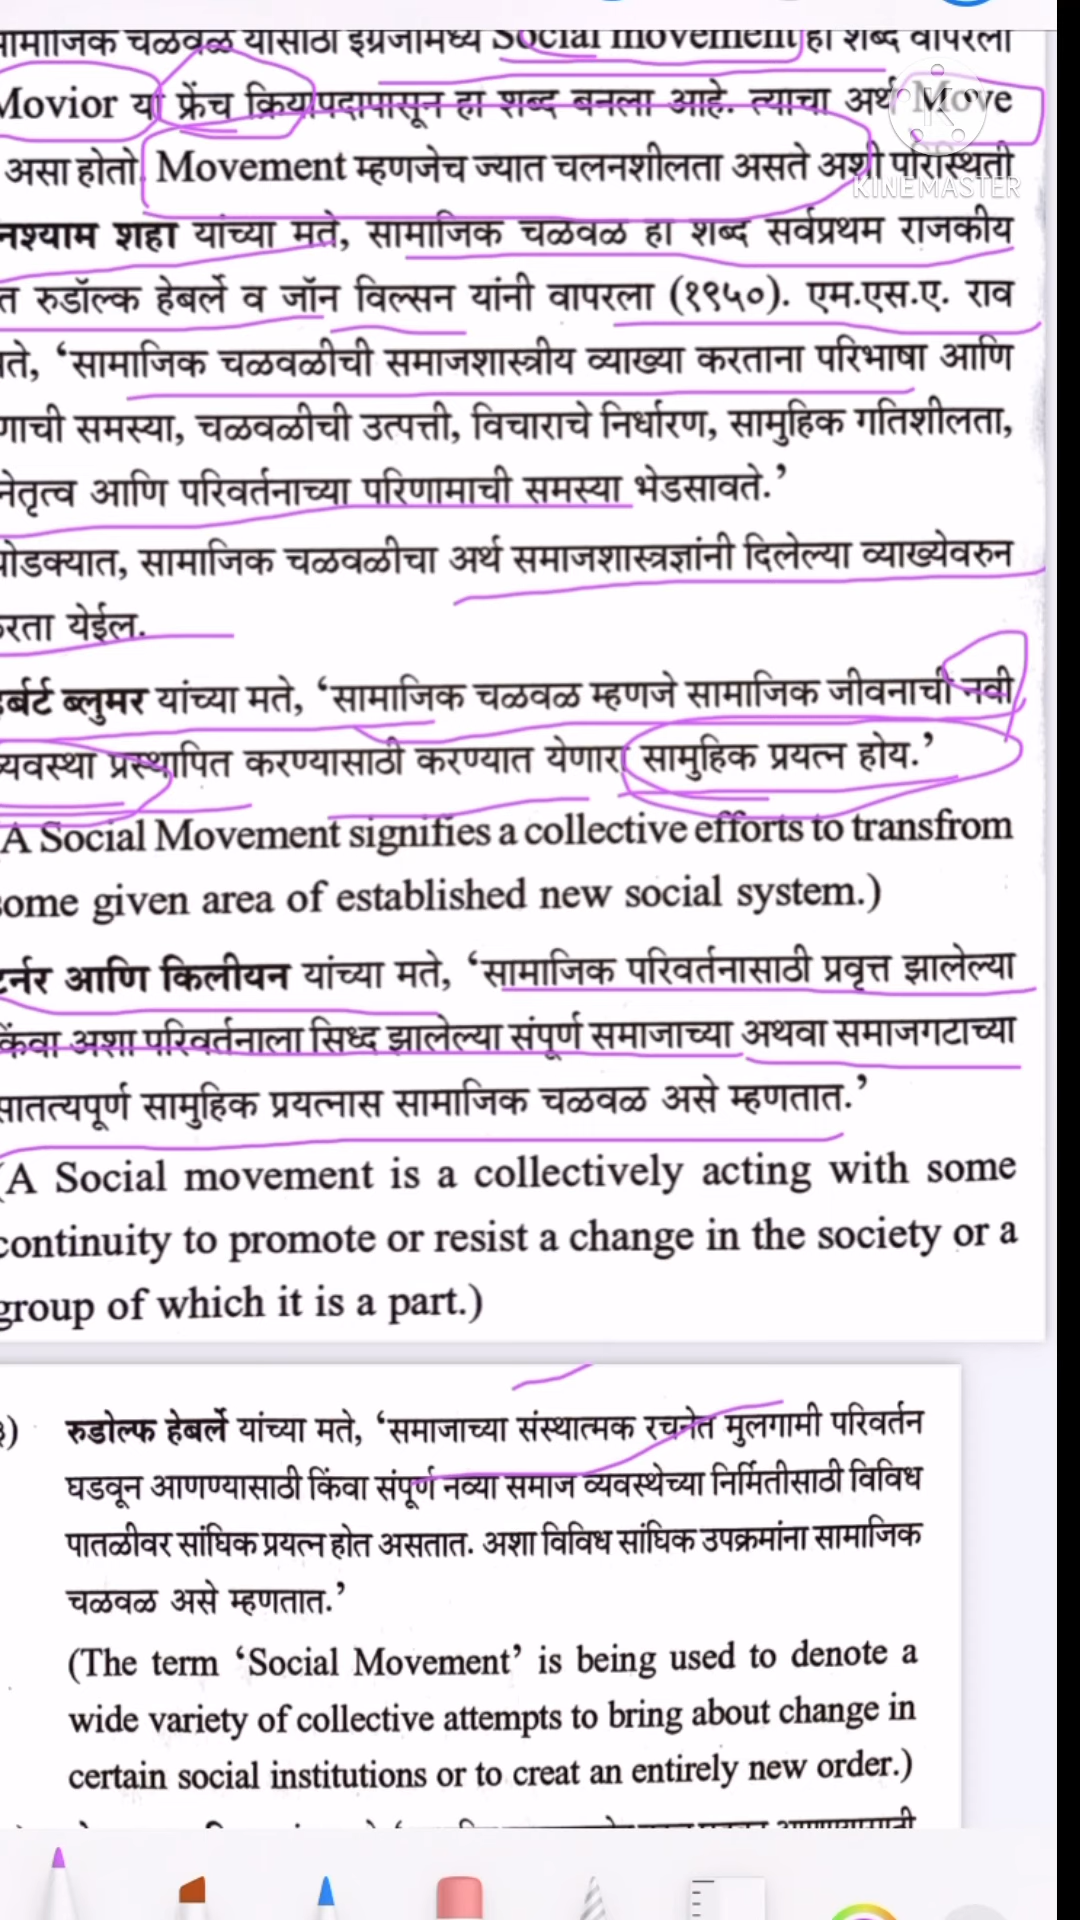 सामाजिक चळवळ यासाठी इंग्रजीमध्ये Social movement हा शब्द वापरला
Movior या फ्रेंच क्रियापदापासून हा शब्द बनला आहे. त्याचा अर्थ Move
असा होतो. Movement म्हणजेच ज्यात चलनशीलता असते अशी परिस्थिती
KINEMASTER
नश्याम शहा यांच्या मते, सामाजिक चळवळ हा शब्द सर्वप्रथम राजकीय
त रुडॉल्क हेबर्ले व जॉन विल्सन यांनी वापरला (१९५०). एम.एस.ए. राव
ते, ‘सामाजिक चळवळीची समाजशास्त्रीय व्याख्या करताना परिभाषा आणि
णाची समस्या, चळवळीची उत्पत्ती, विचाराचे निर्धारण, सामुहिक गतिशीलता,
नेतृत्व आणि परिवर्तनाच्या परिणामाची समस्या भेडसावते.’
थोडक्यात, सामाजिक चळवळीचा अर्थ समाजशास्त्रज्ञांनी दिलेल्या व्याख्येवरुन
करता येईल.
हर्बर्ट ब्लुमर यांच्या मते, ‘सामाजिक चळवळ म्हणजे सामाजिक जीवनाची नवी
व्यवस्था प्रस्थापित करण्यासाठी करण्यात येणारा सामुहिक प्रयत्न होय.’
(A Social Movement signifies a collective efforts to transfrom
some given area of established new social system.)
टर्नर आणि किलीयन यांच्या मते, ‘सामाजिक परिवर्तनासाठी प्रवृत्त झालेल्या
किंवा अशा परिवर्तनाला सिध्द झालेल्या संपूर्ण समाजाच्या अथवा समाजगटाच्या
सातत्यपूर्ण सामुहिक प्रयत्नास सामाजिक चळवळ असे म्हणतात.’
(A Social movement is a collectively acting with some
continuity to promote or resist a change in the society or a
group of which it is a part.)
३) रुडोल्फ हेबर्ले यांच्या मते, ‘समाजाच्या संस्थात्मक रचनेत मुलगामी परिवर्तन
घडवून आणण्यासाठी किंवा संपूर्ण नव्या समाज व्यवस्थेच्या निर्मितीसाठी विविध
पातळीवर सांघिक प्रयत्न होत असतात. अशा विविध सांघिक उपक्रमांना सामाजिक
चळवळ असे म्हणतात.’
(The term ‘Social Movement’ is being used to denote a
wide variety of collective attempts to bring about change in
certain social institutions or to creat an entirely new order.)